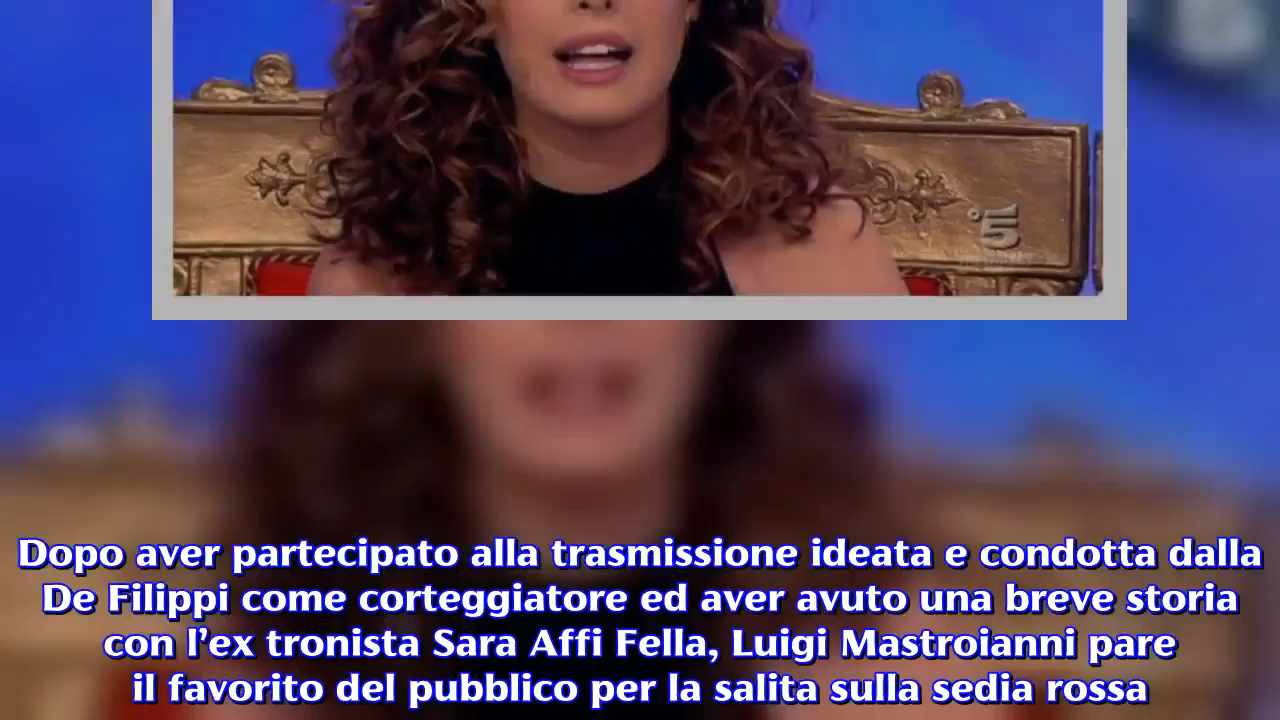 5
Dopo aver partecipato alla trasmissione ideata e condotta dalla
De Filippi come corteggiatore ed aver avuto una breve storia
con l’ex tronista Sara Affi Fella, Luigi Mastroianni pare
il favorito del pubblico per la salita sulla sedia rossa